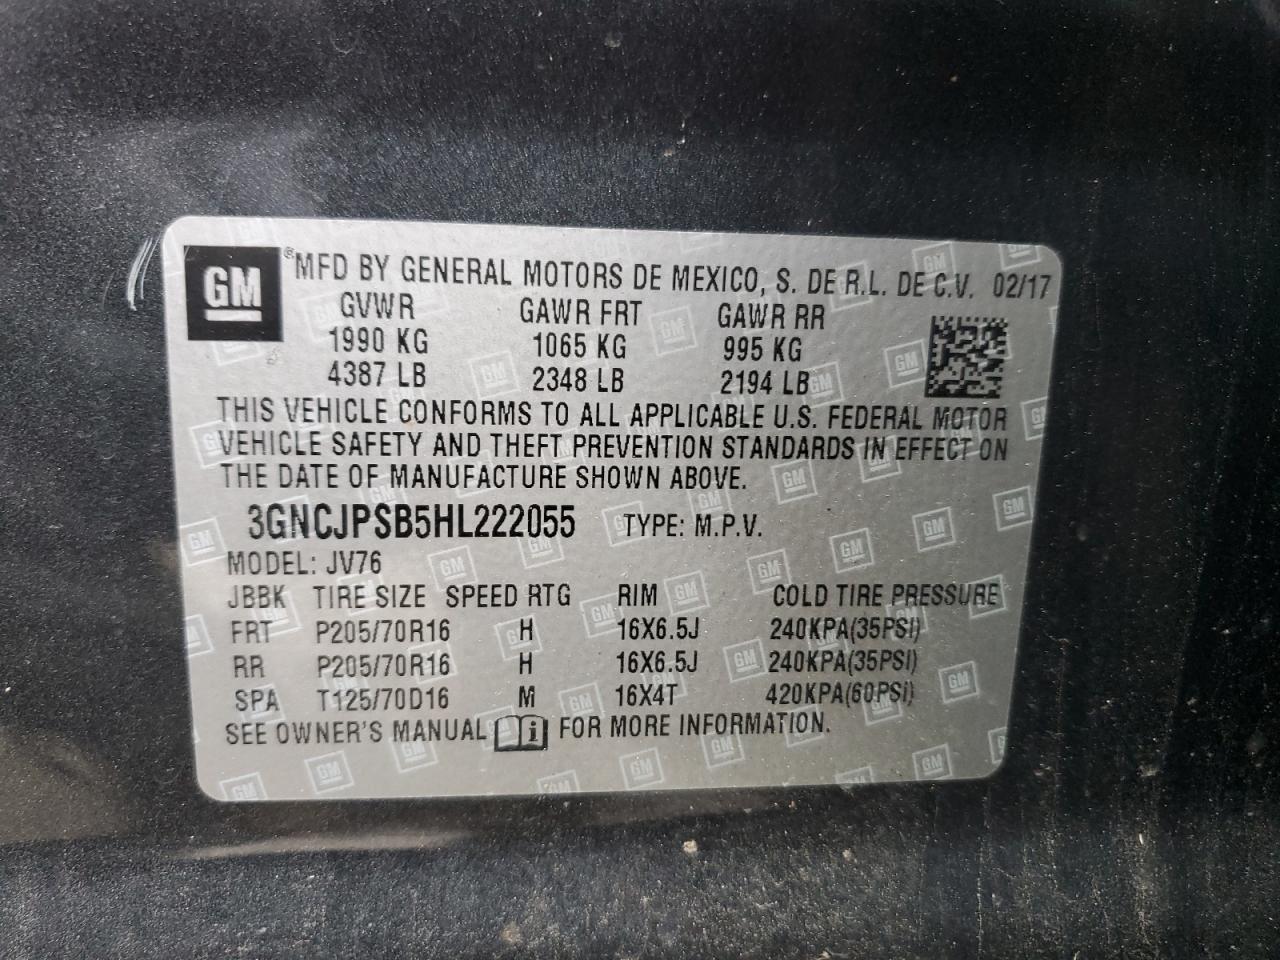 GM ® MFD BY GENERAL MOTORS DE MEXICO, S. DE R.L. DE C.V. 02/17
GVWR GAWR FRT GAWR RR
1990 KG 1065 KG 995 KG
4387 LB 2348 LB 2194 LB
THIS VEHICLE CONFORMS TO ALL APPLICABLE U.S. FEDERAL MOTOR
VEHICLE SAFETY AND THEFT PREVENTION STANDARDS IN EFFECT ON
THE DATE OF MANUFACTURE SHOWN ABOVE.
3GNCJPSB5HL222055 TYPE: M.P.V.
MODEL: JV76
JBBK TIRE SIZE SPEED RTG RIM COLD TIRE PRESSURE
FRT P205/70R16 H 16X6.5J 240KPA(35PSI)
RR P205/70R16 H 16X6.5J 240KPA(35PSI)
SPA T125/70D16 M 16X4T 420KPA(60PSI)
SEE OWNER'S MANUAL i FOR MORE INFORMATION.